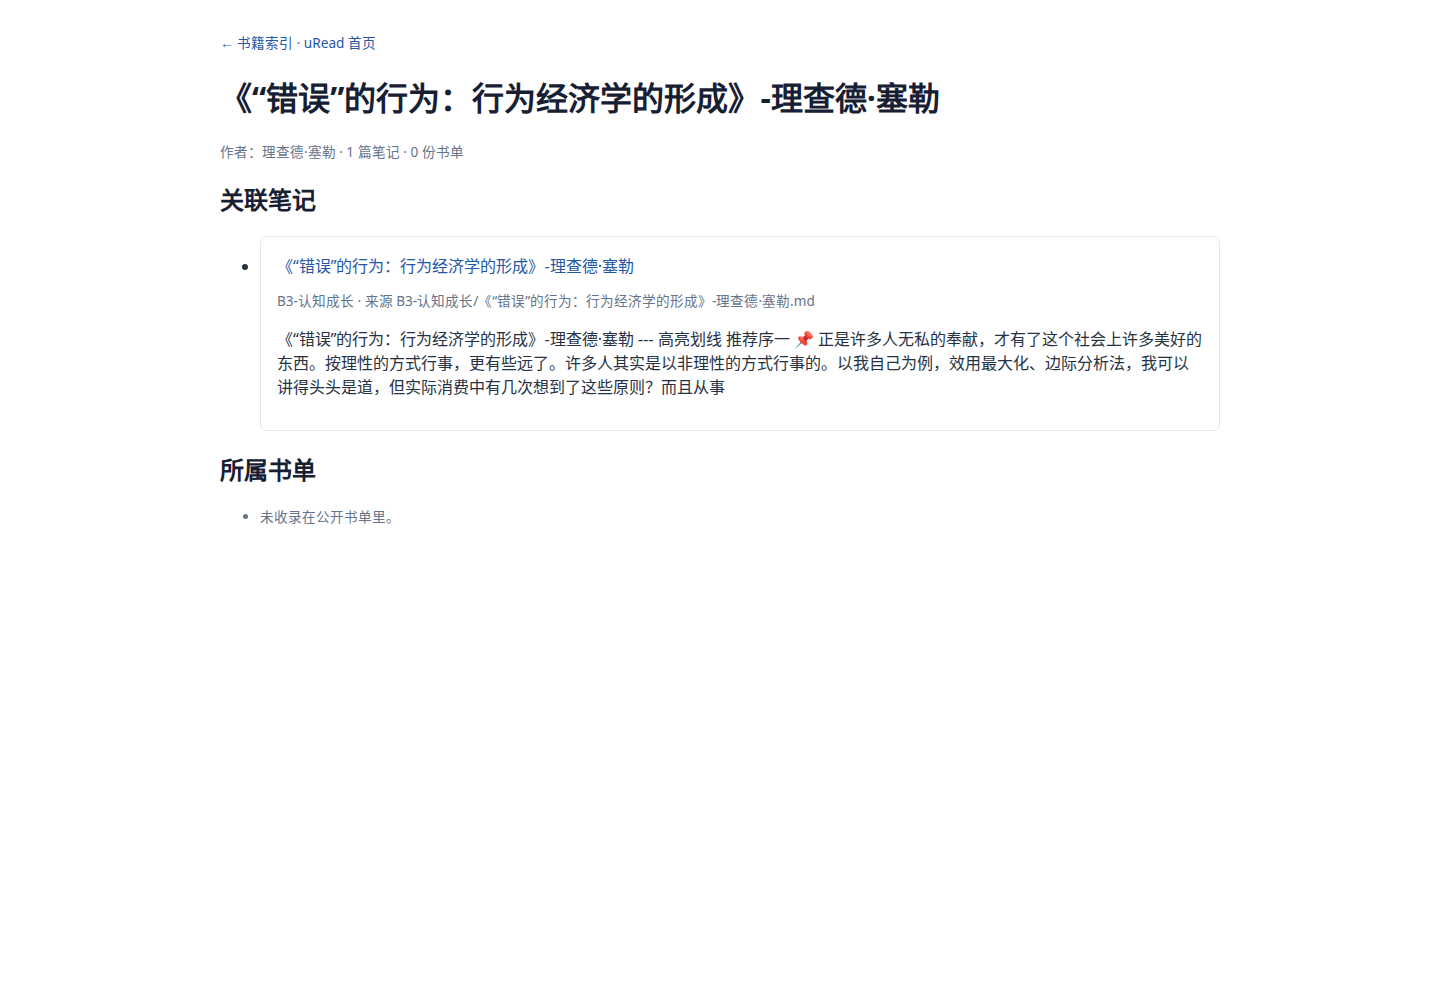 ← 书籍索引 · uRead 首页
《“错误”的行为：行为经济学的形成》-理查德·塞勒
作者：理查德·塞勒 · 1 篇笔记 · 0 份书单
关联笔记
《“错误”的行为：行为经济学的形成》-理查德·塞勒
B3-认知成长 · 来源 B3-认知成长/《“错误”的行为：行为经济学的形成》-理查德·塞勒.md
《“错误”的行为：行为经济学的形成》-理查德·塞勒 --- 高亮划线 推荐序一 📌 正是许多人无私的奉献，才有了这个社会上许多美好的
东西。按理性的方式行事，更有些远了。许多人其实是以非理性的方式行事的。以我自己为例，效用最大化、边际分析法，我可以
讲得头头是道，但实际消费中有几次想到了这些原则？而且从事
所属书单
未收录在公开书单里。